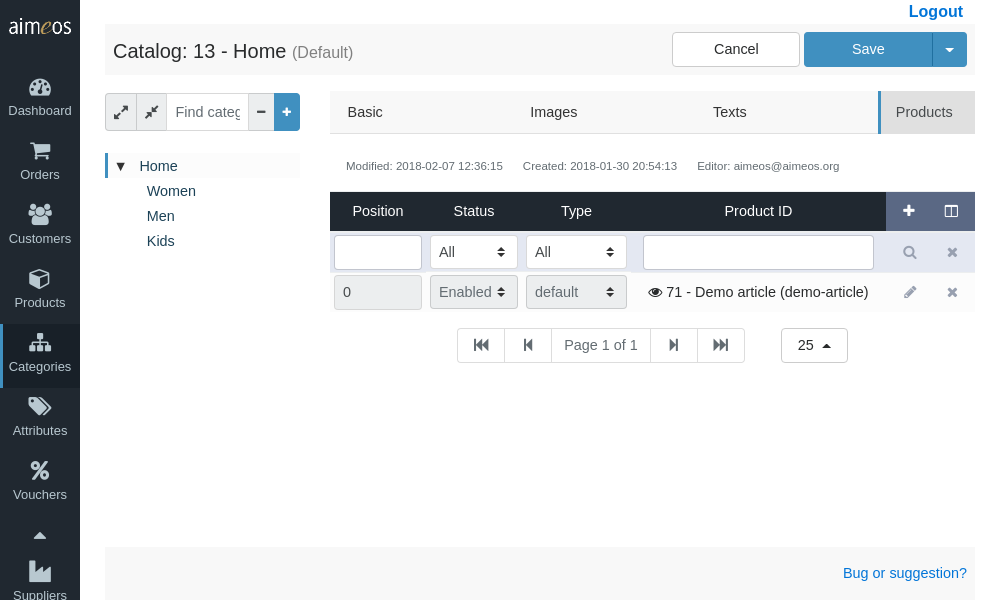 aimeos
Dashboard
Orders
Customers
Products
Categories
Attributes
Vouchers
Suppliers
Logout
Catalog: 13 - Home (Default)
Cancel
Save
Find categ
Home
Women
Men
Kids
Basic
Images
Texts
Products
Modified: 2018-02-07 12:36:15 Created: 2018-01-30 20:54:13 Editor: aimeos@aimeos.org
Position Status Type Product ID
All All
0 Enabled default 71 - Demo article (demo-article)
Page 1 of 1 25
Bug or suggestion?